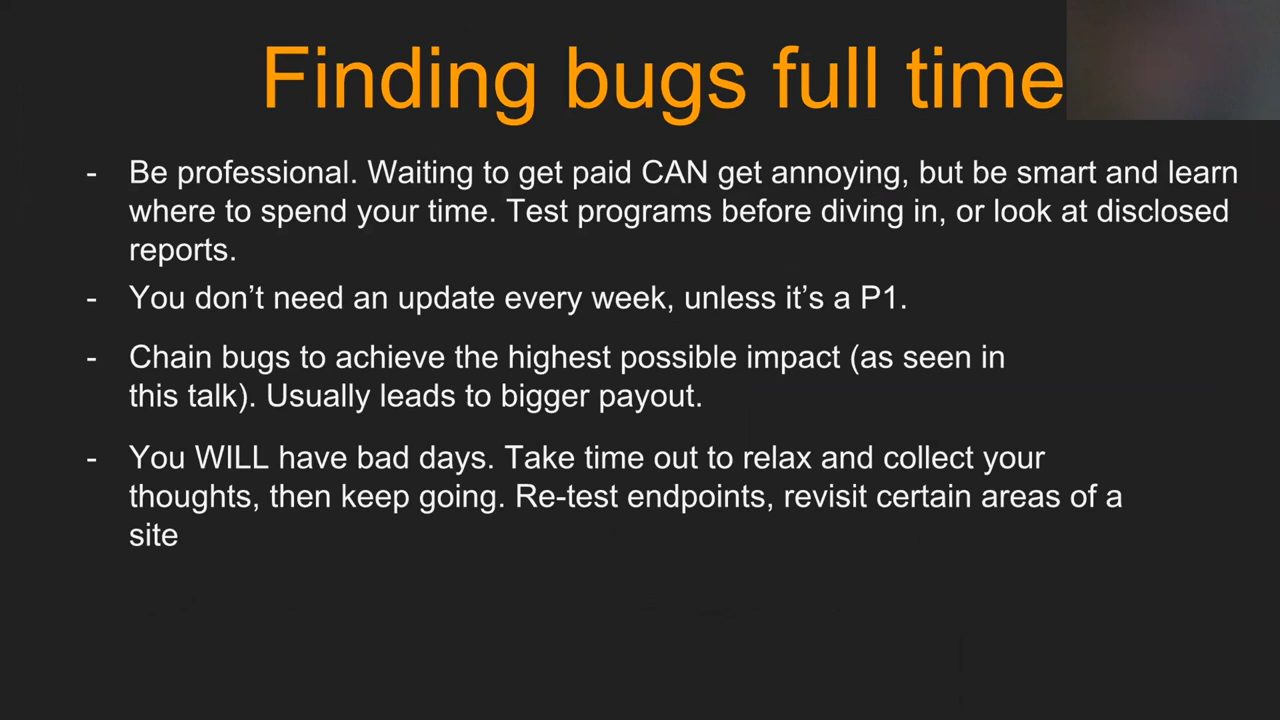 Finding bugs full time
- Be professional. Waiting to get paid CAN get annoying, but be smart and learn
where to spend your time. Test programs before diving in, or look at disclosed
reports.
- You don’t need an update every week, unless it’s a P1.
- Chain bugs to achieve the highest possible impact (as seen in
this talk). Usually leads to bigger payout.
- You WILL have bad days. Take time out to relax and collect your
thoughts, then keep going. Re-test endpoints, revisit certain areas of a
site